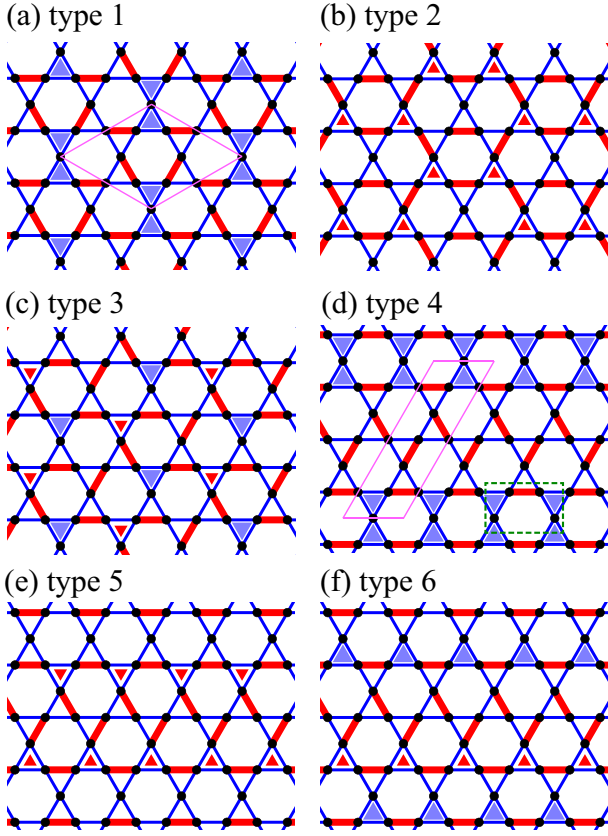 (a) type 1
(b) type 2
(c) type 3
(d) type 4
(e) type 5
(f) type 6